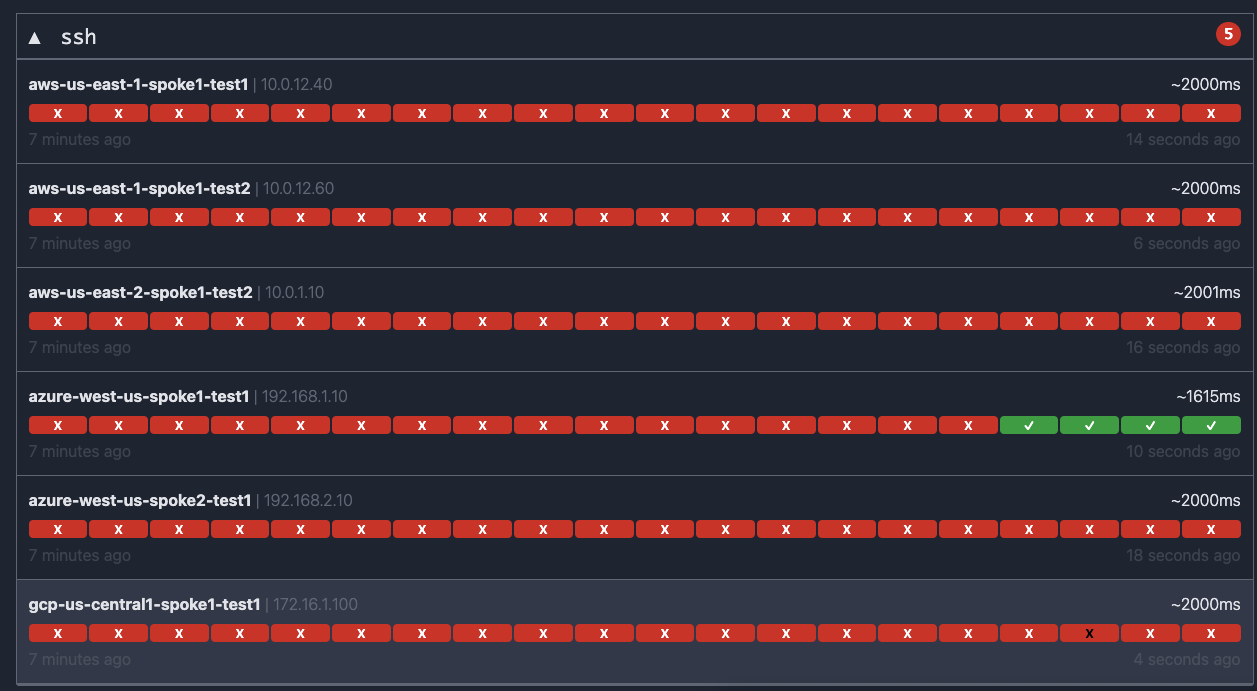 ▲ ssh 5
aws-us-east-1-spoke1-test1 | 10.0.12.40 ~2000ms
X X X X X X X X X X X X X X X X X X X X
7 minutes ago 14 seconds ago
aws-us-east-1-spoke1-test2 | 10.0.12.60 ~2000ms
X X X X X X X X X X X X X X X X X X X X
7 minutes ago 6 seconds ago
aws-us-east-2-spoke1-test2 | 10.0.1.10 ~2001ms
X X X X X X X X X X X X X X X X X X X X
7 minutes ago 16 seconds ago
azure-west-us-spoke1-test1 | 192.168.1.10 ~1615ms
X X X X X X X X X X X X X X X X ✓ ✓ ✓ ✓
7 minutes ago 10 seconds ago
azure-west-us-spoke2-test1 | 192.168.2.10 ~2000ms
X X X X X X X X X X X X X X X X X X X X
7 minutes ago 18 seconds ago
gcp-us-central1-spoke1-test1 | 172.16.1.100 ~2000ms
X X X X X X X X X X X X X X X X X X X X
7 minutes ago 4 seconds ago